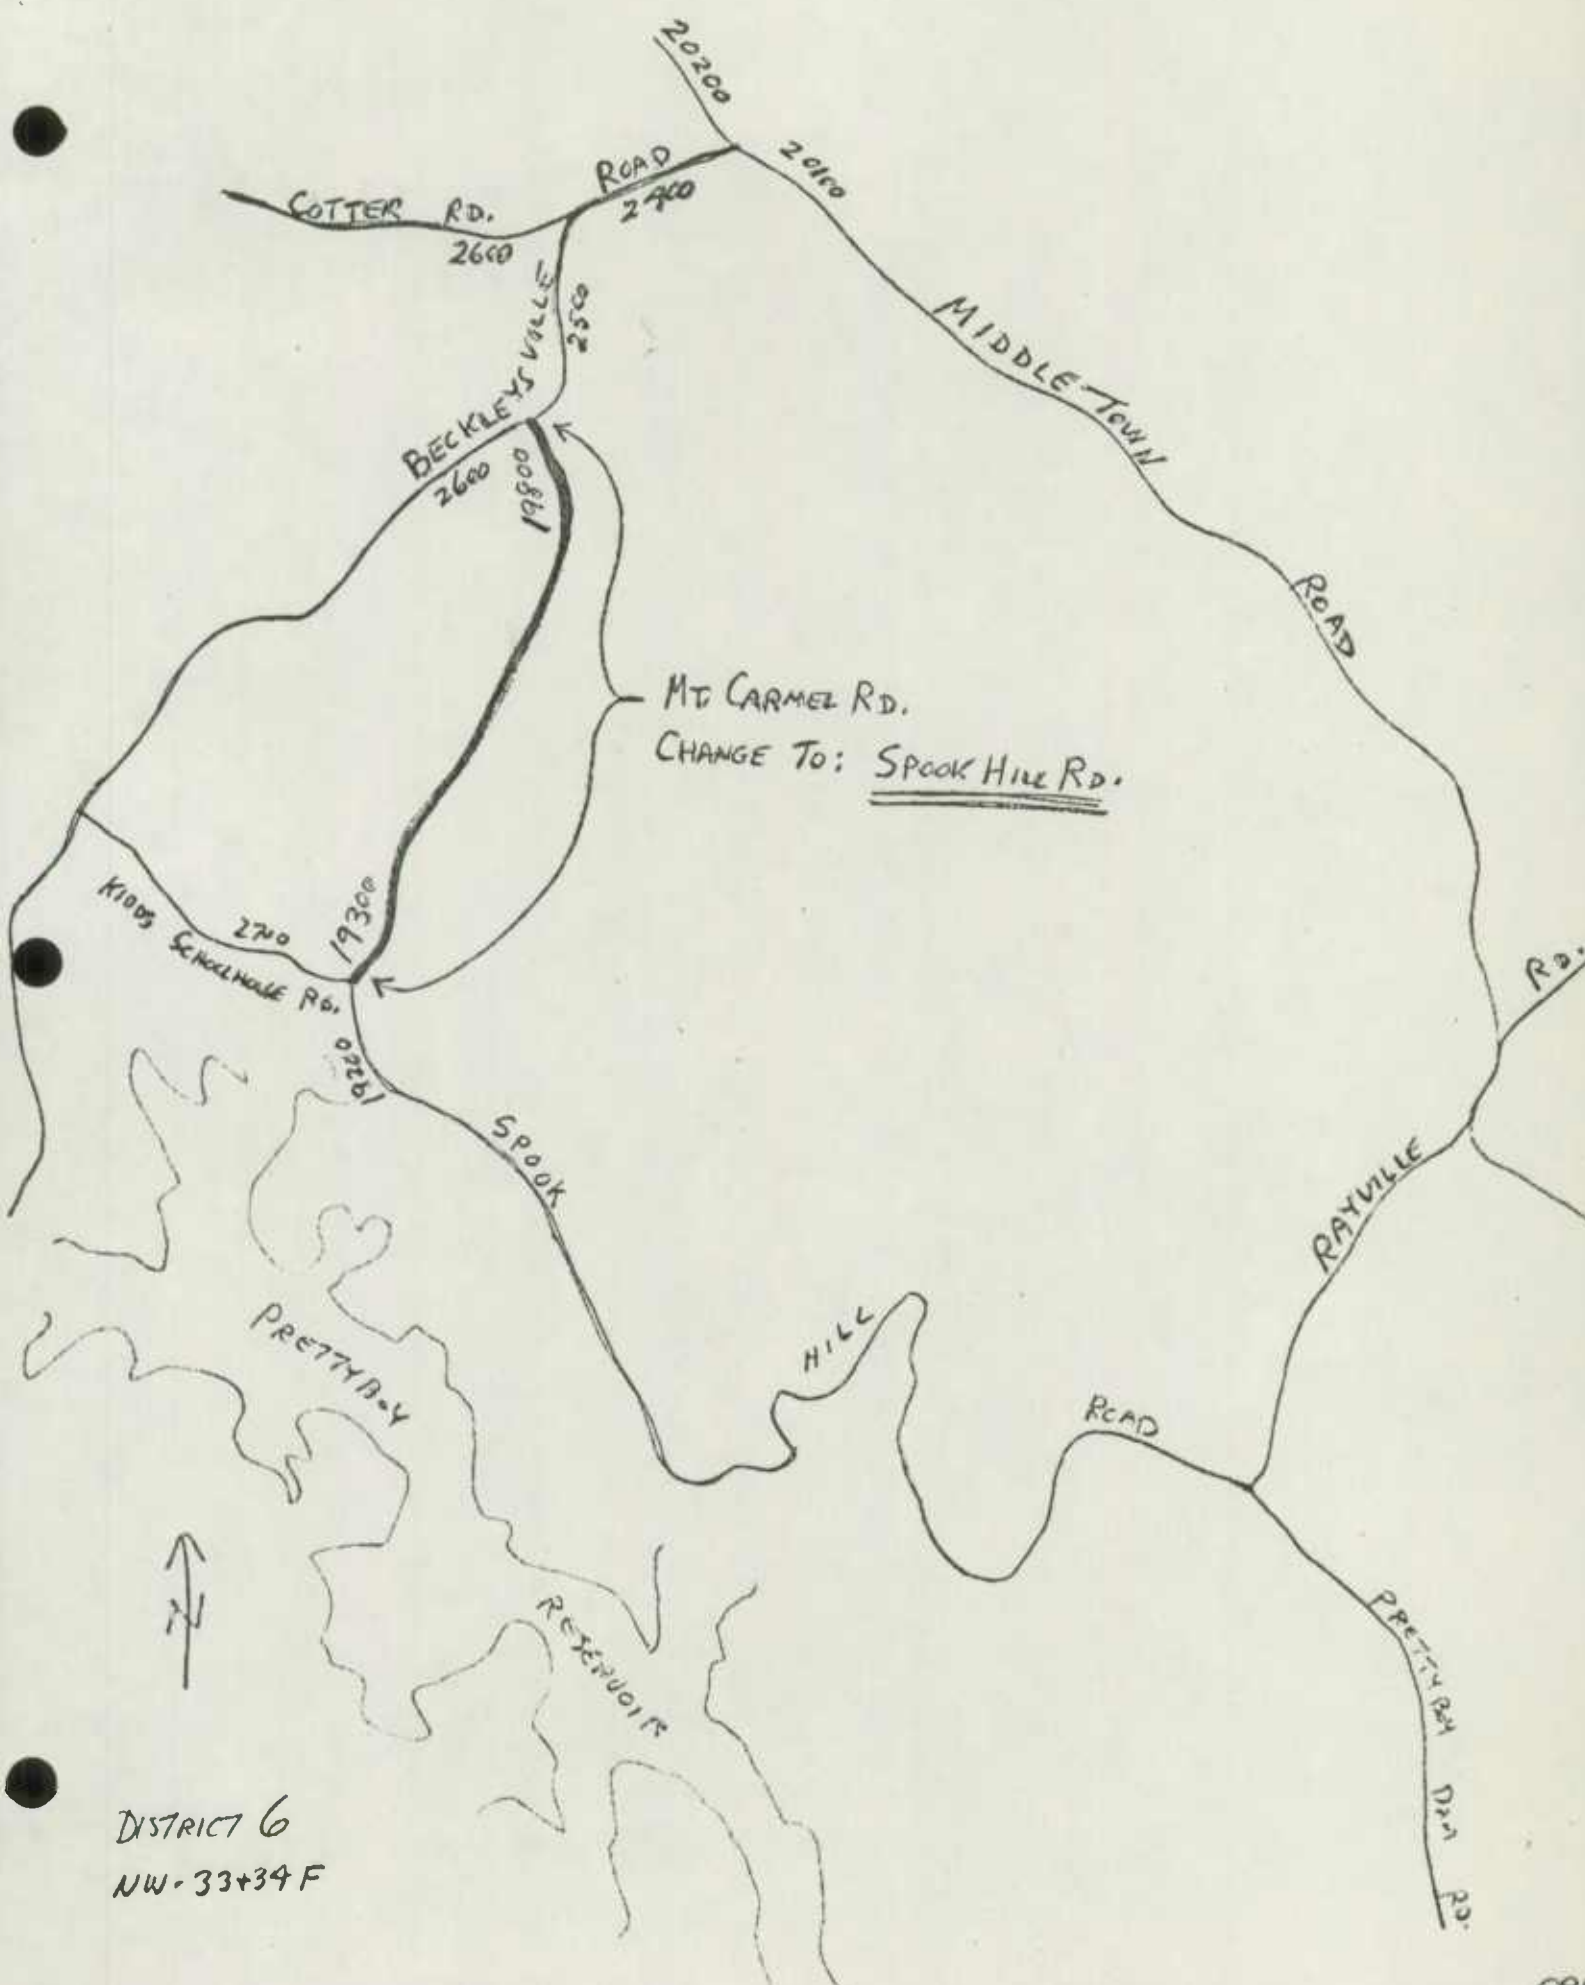 20200
20100
ROAD
2400
COTTER RD.
2600
BECKLEYSVILLE
2500
2600
19800
MIDDLETOWN
ROAD
MT. CARMEL RD.
CHANGE TO: SPOOK HILL RD.
19300
KIDDS SCHOOLHOUSE RD.
2700
19200
RD.
SPOOK
HILL
ROAD
RAYVILLE
PRETTYBOY
RESERVOIR
N
PRETTYBOY DAM RD.
DISTRICT 6
NW-33+34 F